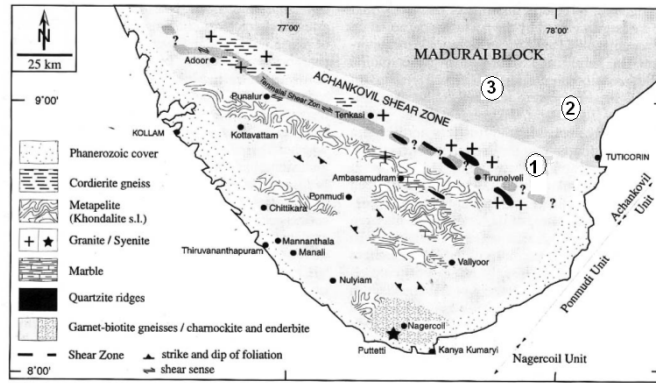 77°00'
78°00'
N
25 km
9°00'
8°00'
MADURAI BLOCK
ACHANKOVIL SHEAR ZONE
Tenmalai Shear Zone
3
2
1
?
?
?
?
?
?
?
Adoor
Punalur
Tenkasi
KOLLAM
Kottavattam
TUTICORIN
Tirunelveli
Ambasamudram
Ponmudi
Chittikara
Mannanthala
Thiruvananthapuram
Manali
Vallyoor
Nulyiam
Nagercoil
Puttetti
Kanya Kumaryi
Achankovil Unit
Ponmudi Unit
Nagercoil Unit
Phanerozoic cover
Cordierite gneiss
Metapelite
(Khondalite s.l.)
Granite / Syenite
Marble
Quartzite ridges
Garnet-biotite gneisses / charnockite and enderbite
Shear Zone
strike and dip of foliation
shear sense